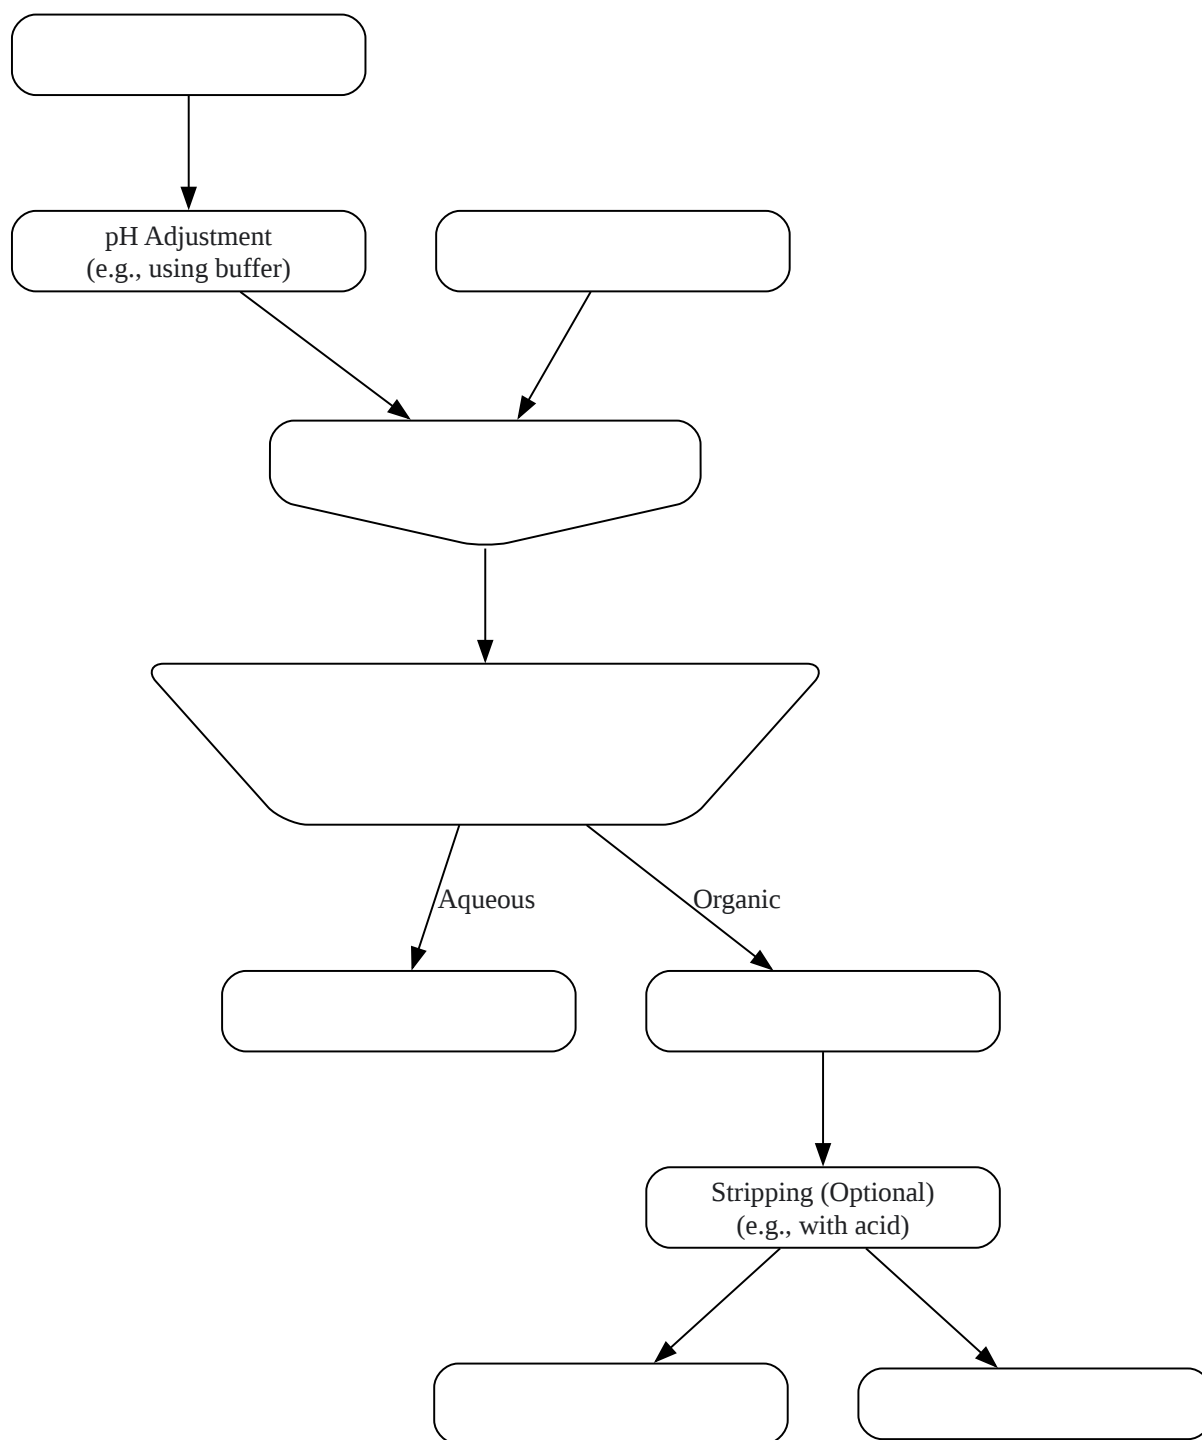 pH Adjustment
(e.g., using buffer)
Aqueous
Organic
Stripping (Optional)
(e.g., with acid)